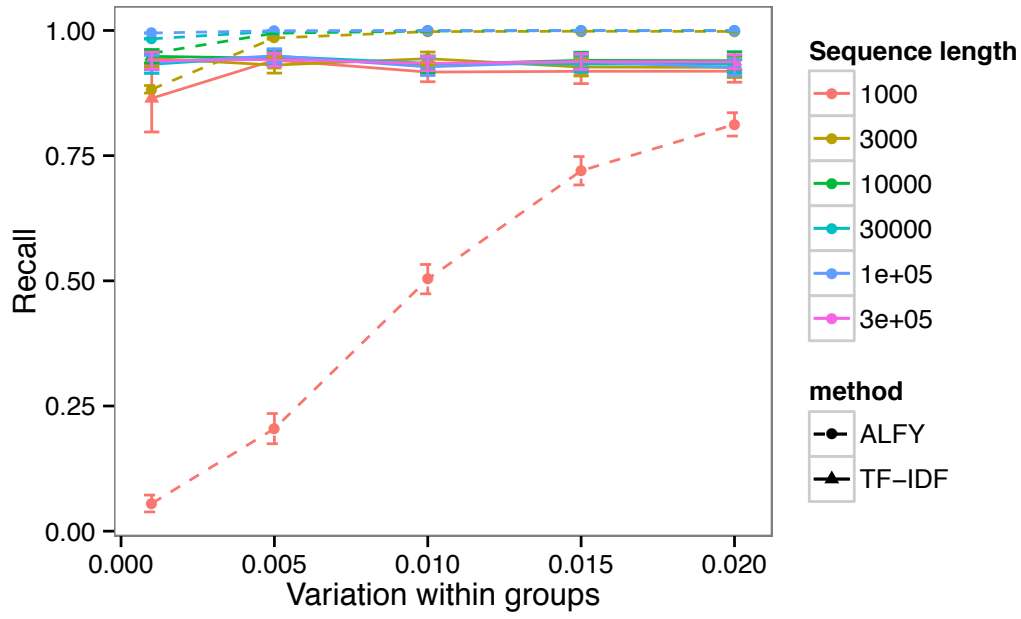 1.00
0.75
0.50
0.25
0.00
Recall
0.000
0.005
0.010
0.015
0.020
Variation within groups
Sequence length
1000
3000
10000
30000
1e+05
3e+05
method
ALFY
TF−IDF